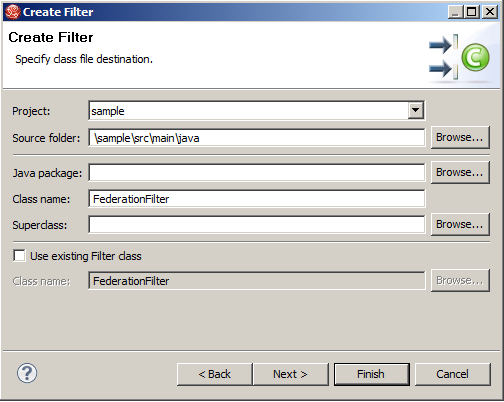 Create Filter
Create Filter
Specify class file destination.
Project: sample
Source folder: \sample\src\main\java Browse...
Java package: Browse...
Class name: FederationFilter
Superclass: Browse...
Use existing Filter class
Class name: FederationFilter Browse...
? < Back Next > Finish Cancel